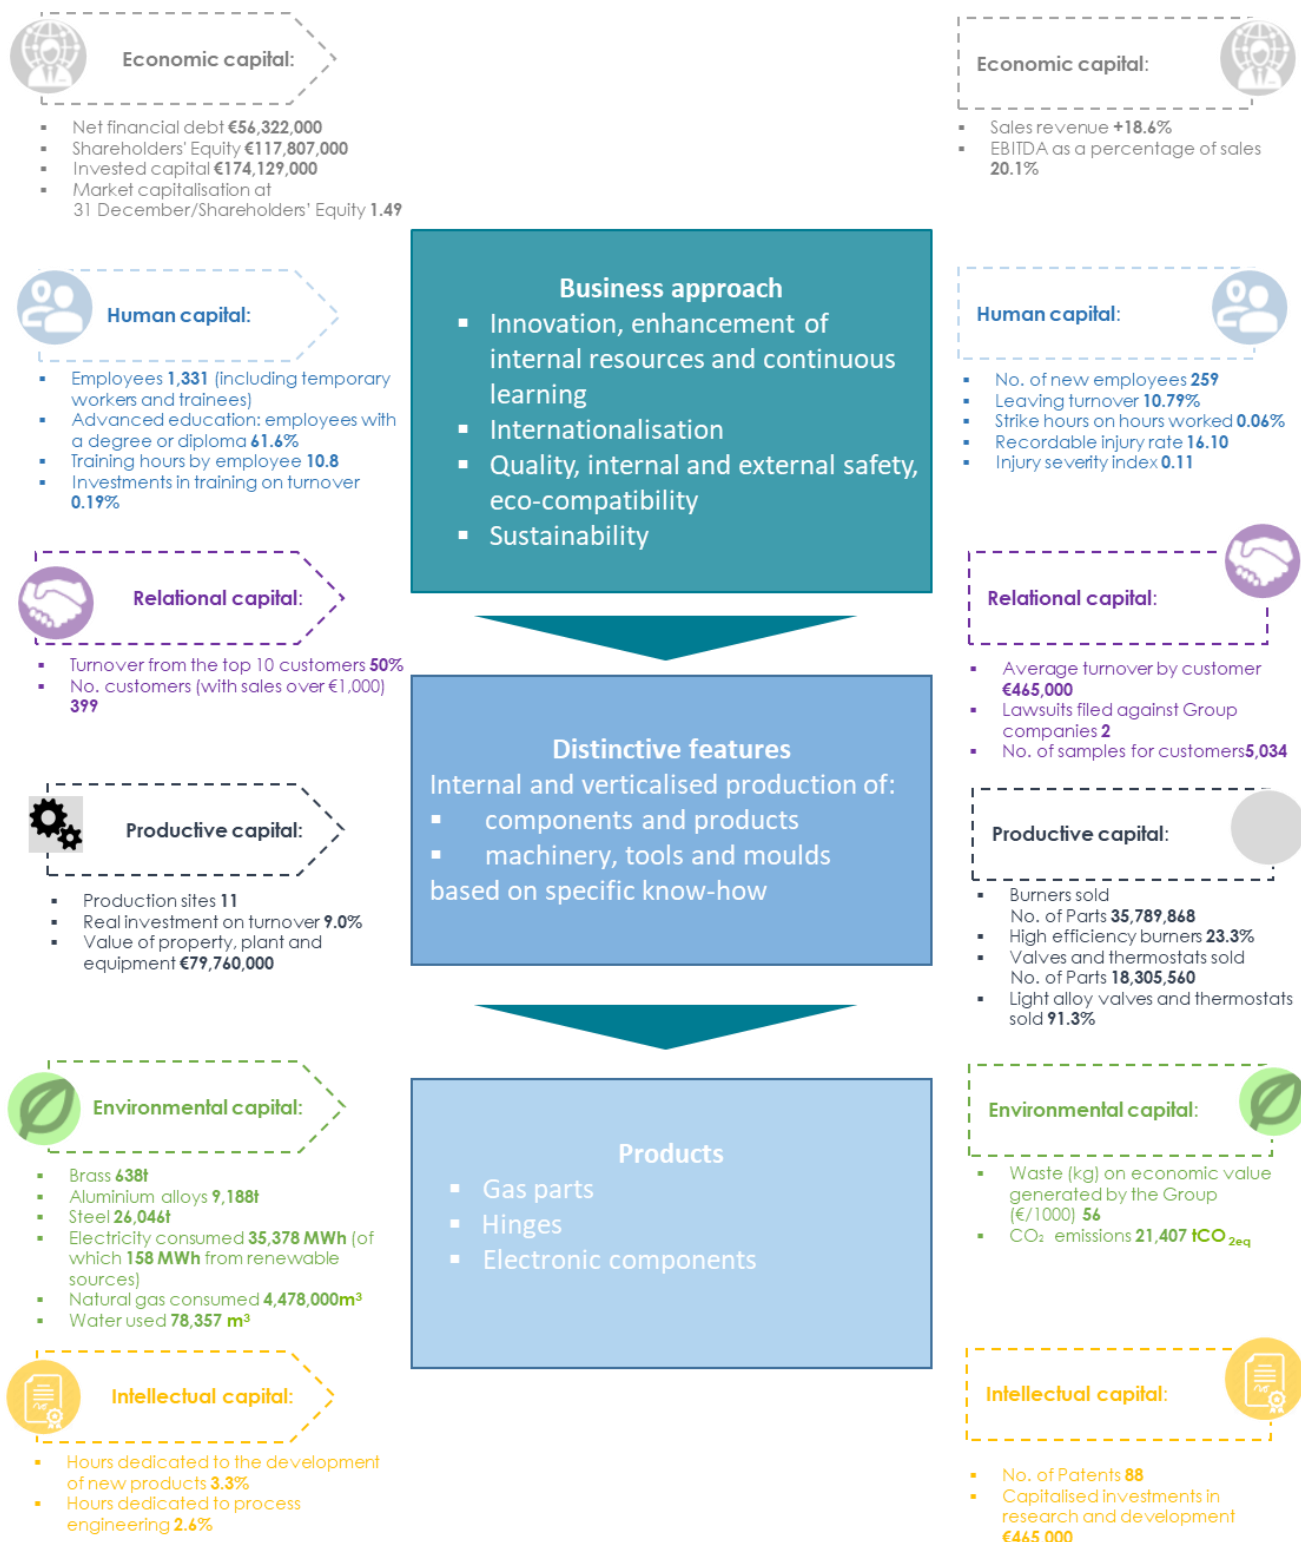 Economic capital:
▪ Net financial debt €56,322,000
▪ Shareholders' Equity €117,807,000
▪ Invested capital €174,129,000
▪ Market capitalisation at
31 December/Shareholders' Equity 1.49
Human capital:
▪ Employees 1,331 (including temporary
workers and trainees)
▪ Advanced education: employees with
a degree or diploma 61.6%
▪ Training hours by employee 10.8
▪ Investments in training on turnover
0.19%
Relational capital:
▪ Turnover from the top 10 customers 50%
▪ No. customers (with sales over €1,000)
399
Productive capital:
▪ Production sites 11
▪ Real investment on turnover 9.0%
▪ Value of property, plant and
equipment €79,760,000
Environmental capital:
▪ Brass 638t
▪ Aluminium alloys 9,188t
▪ Steel 26,046t
▪ Electricity consumed 35,378 MWh (of
which 158 MWh from renewable
sources)
▪ Natural gas consumed 4,478,000m³
▪ Water used 78,357 m³
Intellectual capital:
▪ Hours dedicated to the development
of new products 3.3%
▪ Hours dedicated to process
engineering 2.6%
Business approach
▪ Innovation, enhancement of
internal resources and continuous
learning
▪ Internationalisation
▪ Quality, internal and external safety,
eco-compatibility
▪ Sustainability
Distinctive features
Internal and verticalised production of:
▪ components and products
▪ machinery, tools and moulds
based on specific know-how
Products
▪ Gas parts
▪ Hinges
▪ Electronic components
Economic capital:
▪ Sales revenue +18.6%
▪ EBITDA as a percentage of sales
20.1%
Human capital:
▪ No. of new employees 259
▪ Leaving turnover 10.79%
▪ Strike hours on hours worked 0.06%
▪ Recordable injury rate 16.10
▪ Injury severity index 0.11
Relational capital:
▪ Average turnover by customer
€465,000
▪ Lawsuits filed against Group
companies 2
▪ No. of samples for customers5,034
Productive capital:
▪ Burners sold
No. of Parts 35,789,868
▪ High efficiency burners 23.3%
▪ Valves and thermostats sold
No. of Parts 18,305,560
▪ Light alloy valves and thermostats
sold 91.3%
Environmental capital:
▪ Waste (kg) on economic value
generated by the Group
(€/1000) 56
▪ CO₂ emissions 21,407 tCO 2eq
Intellectual capital:
▪ No. of Patents 88
▪ Capitalised investments in
research and development
€465,000